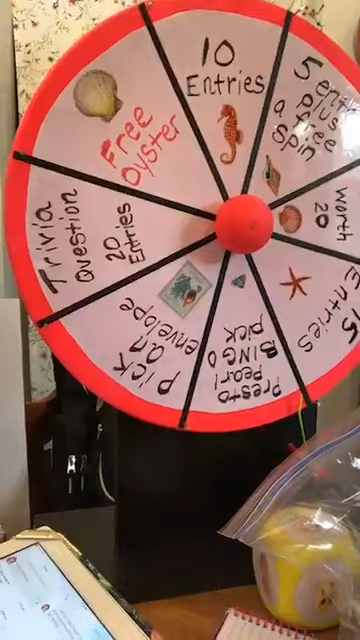 10
Entries
5 entries
plus
a free
Spin
Worth
20
15
Entries
Presto
Pearl
BINGO
pick
pick
an
envelope
Trivia
Question
20
Entries
Free
Oyster